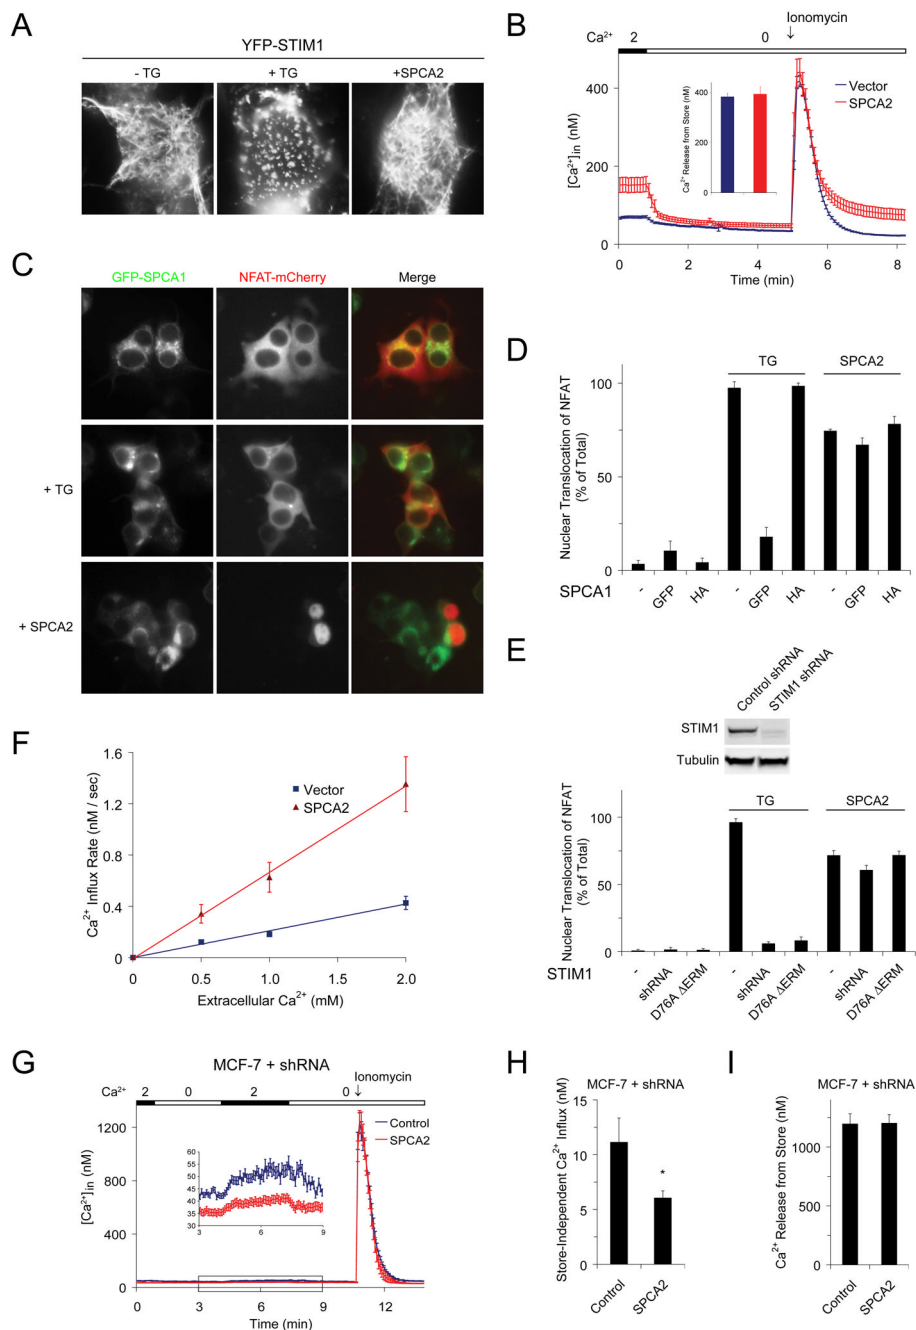 A
YFP-STIM1
- TG
+ TG
+SPCA2
B
Ionomycin
Ca²⁺
2
0
[Ca²⁺]in (nM)
400
200
0
Ca²⁺ Release from Store (nM)
400
200
0
Vector
SPCA2
0
2
4
6
8
Time (min)
C
GFP-SPCA1
NFAT-mCherry
Merge
+ TG
+ SPCA2
D
TG
SPCA2
Nuclear Translocation of NFAT
(% of Total)
100
50
0
SPCA1
-
GFP
HA
-
GFP
HA
-
GFP
HA
E
Control shRNA
STIM1 shRNA
STIM1
Tubulin
TG
SPCA2
Nuclear Translocation of NFAT
(% of Total)
100
50
0
STIM1
-
shRNA
D76A ΔERM
-
shRNA
D76A ΔERM
-
shRNA
D76A ΔERM
F
Ca²⁺ Influx Rate (nM / sec)
1.6
1.2
0.8
0.4
0
Vector
SPCA2
0
0.5
1.0
1.5
2.0
Extracellular Ca²⁺ (mM)
G
MCF-7 + shRNA
Ca²⁺
2
0
2
0
Ionomycin
[Ca²⁺]in (nM)
1200
800
400
0
Control
SPCA2
60
55
50
45
40
35
30
25
3
6
9
0
3
6
9
12
Time (min)
H
MCF-7 + shRNA
Store-Independent Ca²⁺ Influx (nM)
15
10
5
0
*
Control
SPCA2
I
MCF-7 + shRNA
Ca²⁺ Release from Store (nM)
1000
500
0
Control
SPCA2